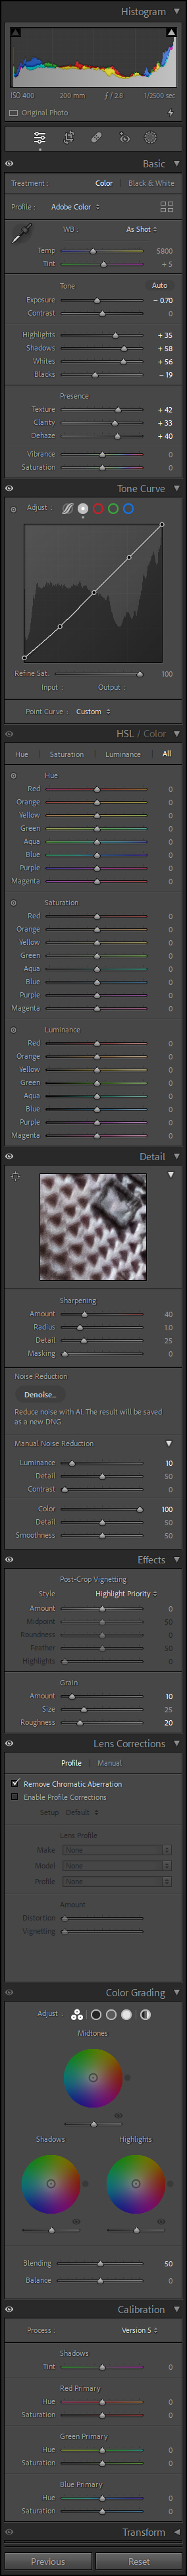 Histogram
ISO 400 200 mm ƒ / 2.8 1/2500 sec
Original Photo
Basic
Treatment : Color Black & White
Profile : Adobe Color
WB : As Shot
Temp 5800
Tint + 5
Tone Auto
Exposure – 0.70
Contrast 0
Highlights + 35
Shadows + 58
Whites + 56
Blacks – 19
Presence
Texture + 42
Clarity + 33
Dehaze + 40
Vibrance 0
Saturation 0
Tone Curve
Adjust :
Refine Sat. 100
Input : Output :
Point Curve : Custom
HSL / Color
Hue Saturation Luminance All
Hue
Red 0
Orange 0
Yellow 0
Green 0
Aqua 0
Blue 0
Purple 0
Magenta 0
Saturation
Red 0
Orange 0
Yellow 0
Green 0
Aqua 0
Blue 0
Purple 0
Magenta 0
Luminance
Red 0
Orange 0
Yellow 0
Green 0
Aqua 0
Blue 0
Purple 0
Magenta 0
Detail
Sharpening
Amount 40
Radius 1.0
Detail 25
Masking 0
Noise Reduction
Denoise...
Reduce noise with AI. The result will be saved
as a new DNG.
Manual Noise Reduction
Luminance 10
Detail 50
Contrast 0
Color 100
Detail 50
Smoothness 50
Effects
Post-Crop Vignetting
Style Highlight Priority
Amount 0
Midpoint 50
Roundness 0
Feather 50
Highlights 0
Grain
Amount 10
Size 25
Roughness 20
Lens Corrections
Profile Manual
Remove Chromatic Aberration
Enable Profile Corrections
Setup Default
Lens Profile
Make None
Model None
Profile None
Amount
Distortion
Vignetting
Color Grading
Adjust :
Midtones
Shadows Highlights
Blending 50
Balance 0
Calibration
Process : Version 5
Shadows
Tint 0
Red Primary
Hue 0
Saturation 0
Green Primary
Hue 0
Saturation 0
Blue Primary
Hue 0
Saturation 0
Transform
Previous Reset